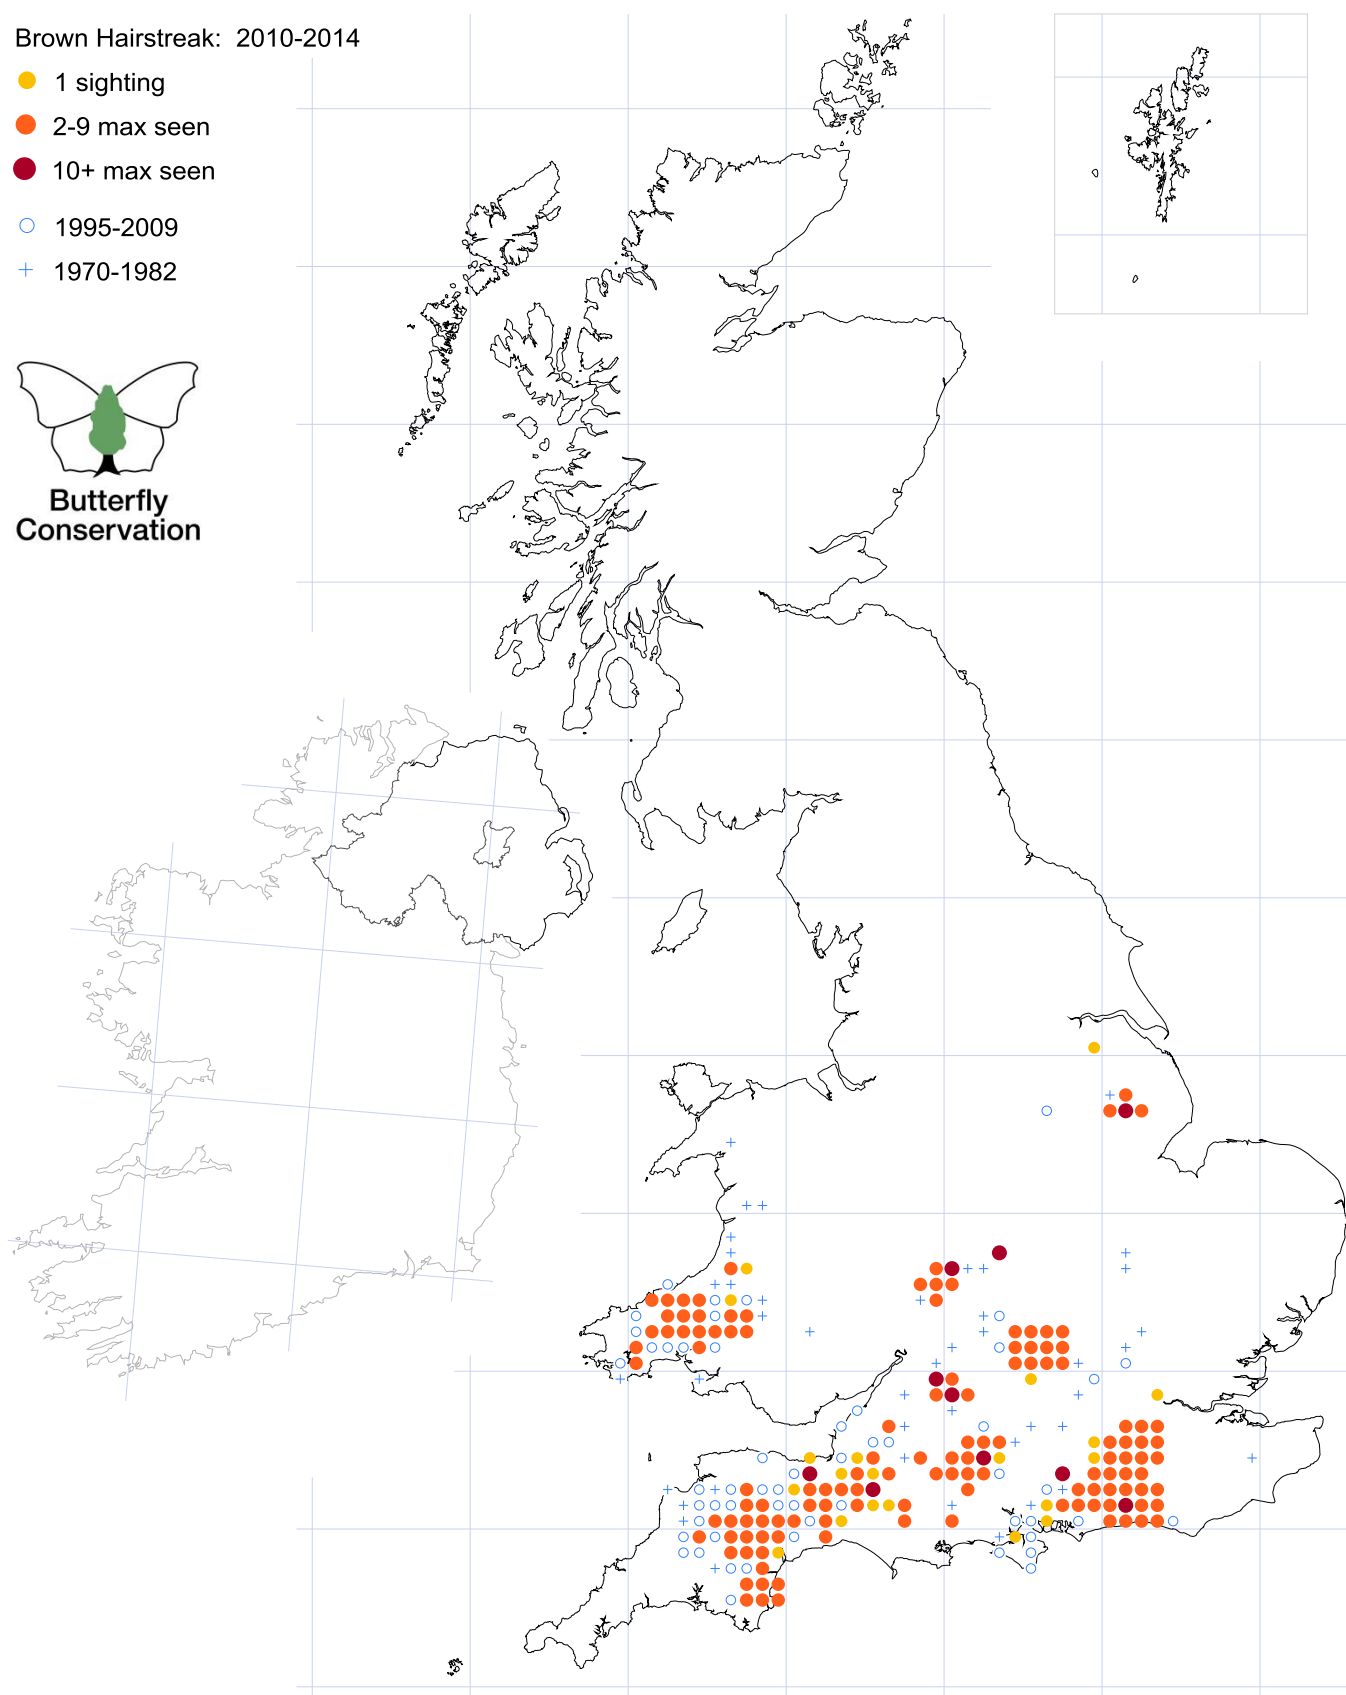 Brown Hairstreak: 2010-2014
1 sighting
2-9 max seen
10+ max seen
1995-2009
1970-1982
Butterfly
Conservation